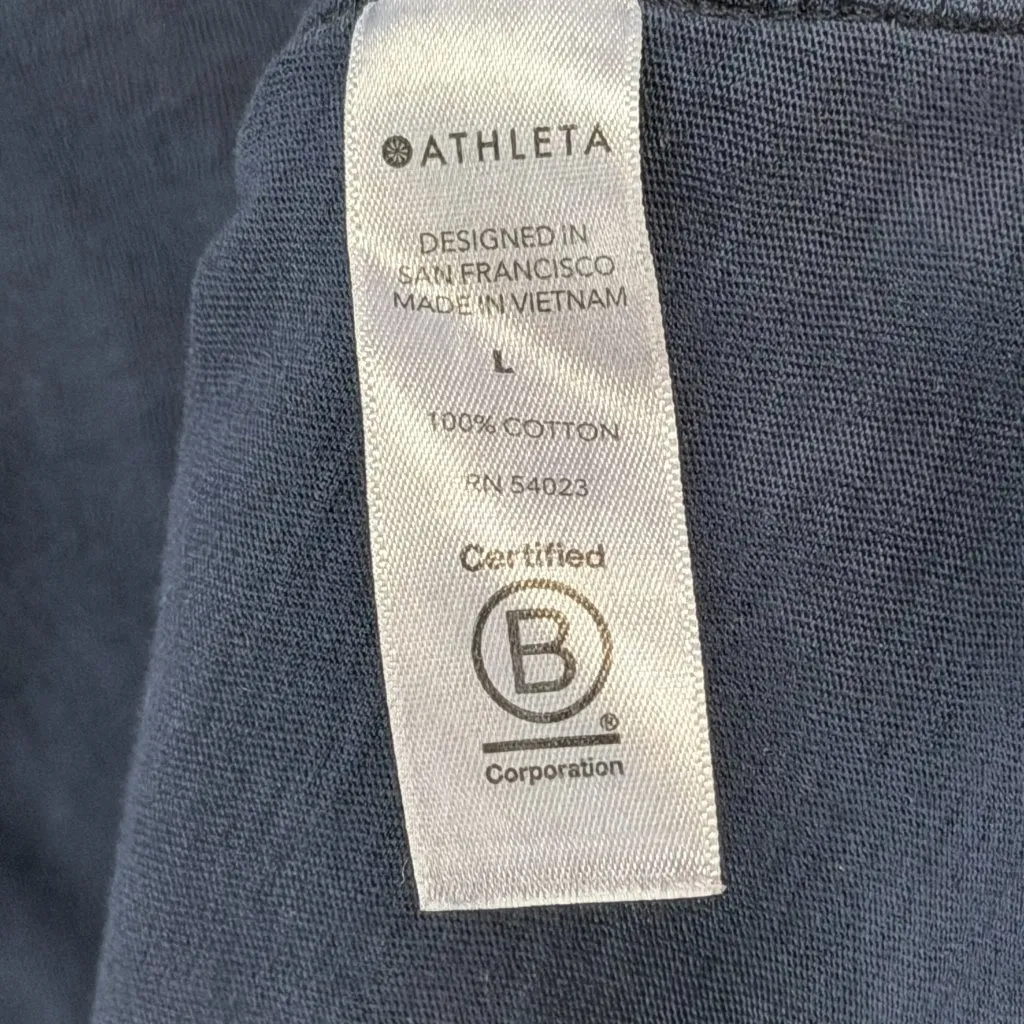 ATHLETA
DESIGNED IN
SAN FRANCISCO
MADE IN VIETNAM
L
100% COTTON
RN 54023
Certified
B
®
Corporation